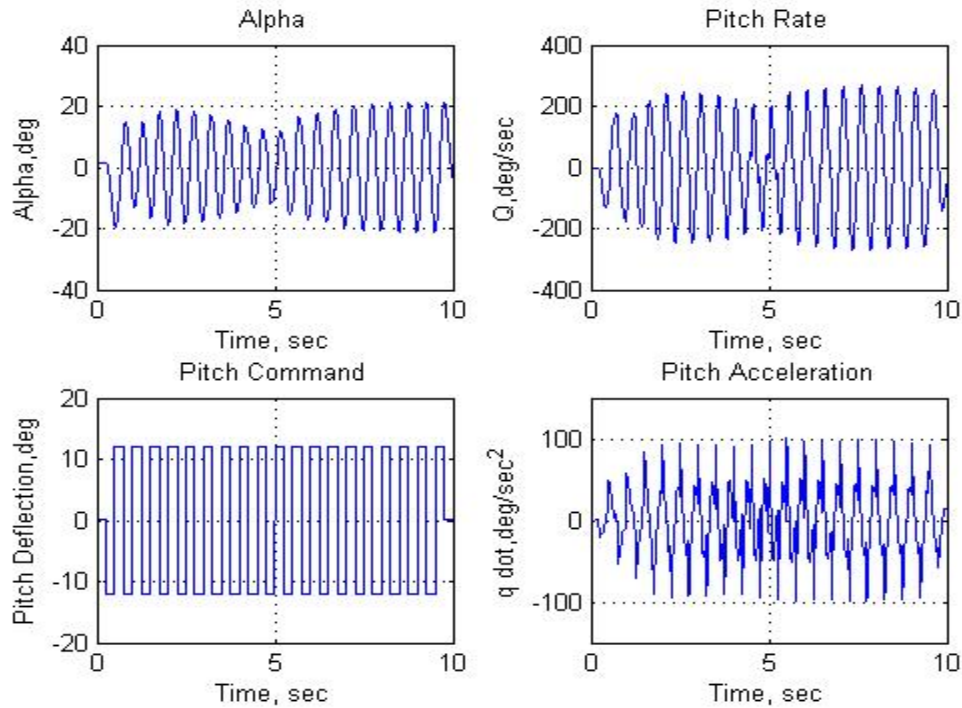 Alpha
40
20
0
-20
-40
Alpha,deg
0
5
10
Time, sec
Pitch Rate
400
200
0
-200
-400
Q,deg/sec
0
5
10
Time, sec
Pitch Command
20
10
0
-10
-20
Pitch Deflection,deg
0
5
10
Time, sec
Pitch Acceleration
100
0
-100
q dot,deg/sec²
0
5
10
Time, sec